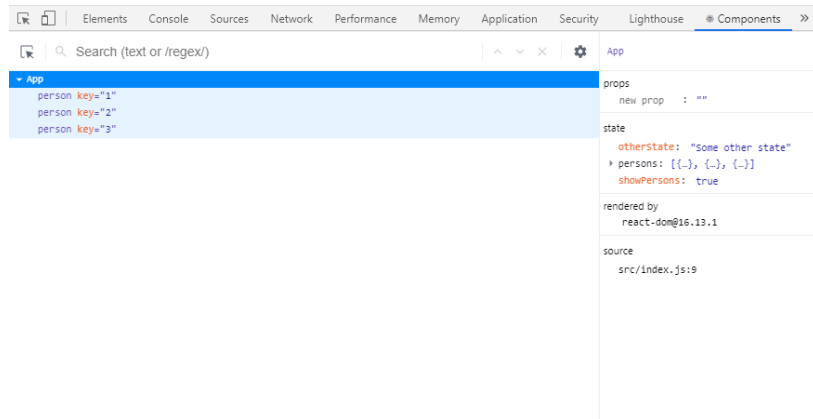 Elements Console Sources Network Performance Memory Application Security Lighthouse ⚛ Components »
Search (text or /regex/)
App
App
person key="1"
person key="2"
person key="3"
props
new prop : ""
state
otherState: "Some other state"
persons: [{…}, {…}, {…}]
showPersons: true
rendered by
react-dom@16.13.1
source
src/index.js:9